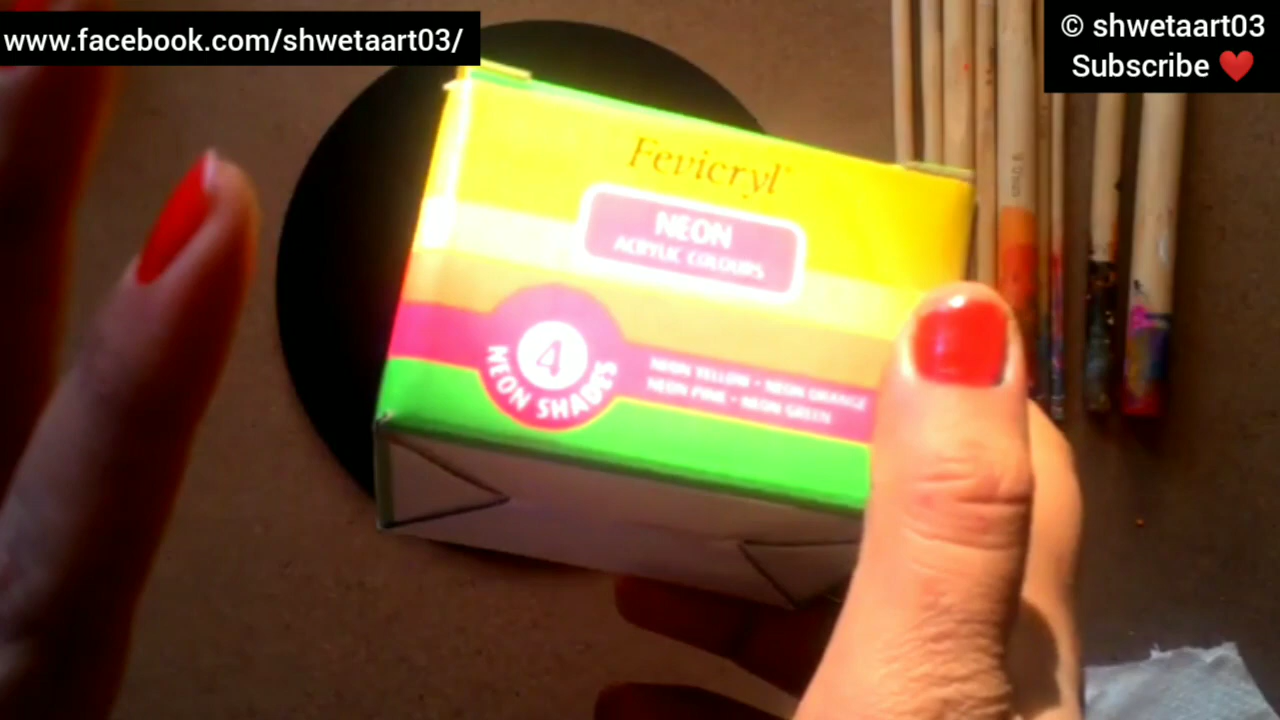 www.facebook.com/shwetaart03/
© shwetaart03
Subscribe ❤️
Fevicryl
NEON
ACRYLIC COLOURS
4
NEON SHADES
NEON YELLOW - NEON ORANGE
NEON PINK - NEON GREEN